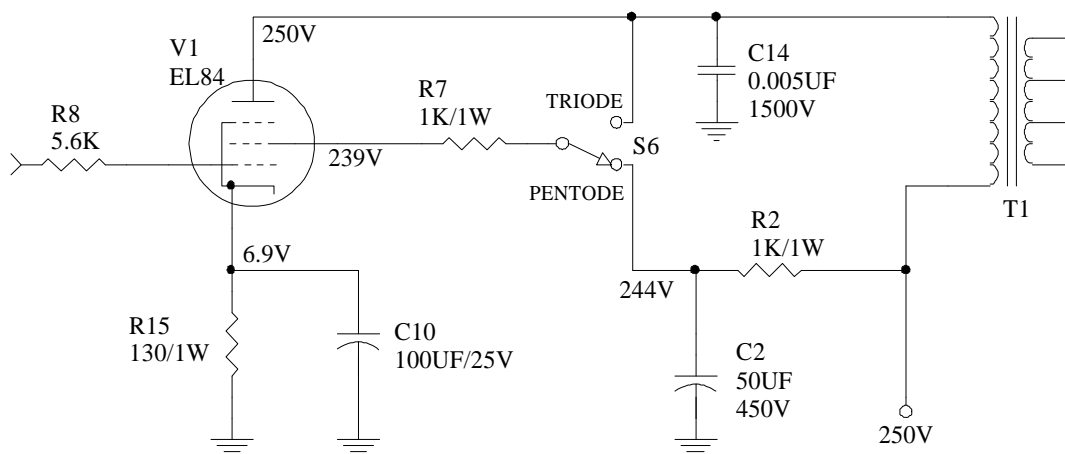 250V
V1
EL84
C14
0.005UF
1500V
R7
1K/1W
TRIODE
R8
5.6K
S6
239V
PENTODE
T1
R2
1K/1W
6.9V
244V
R15
130/1W
C10
100UF/25V
C2
50UF
450V
250V